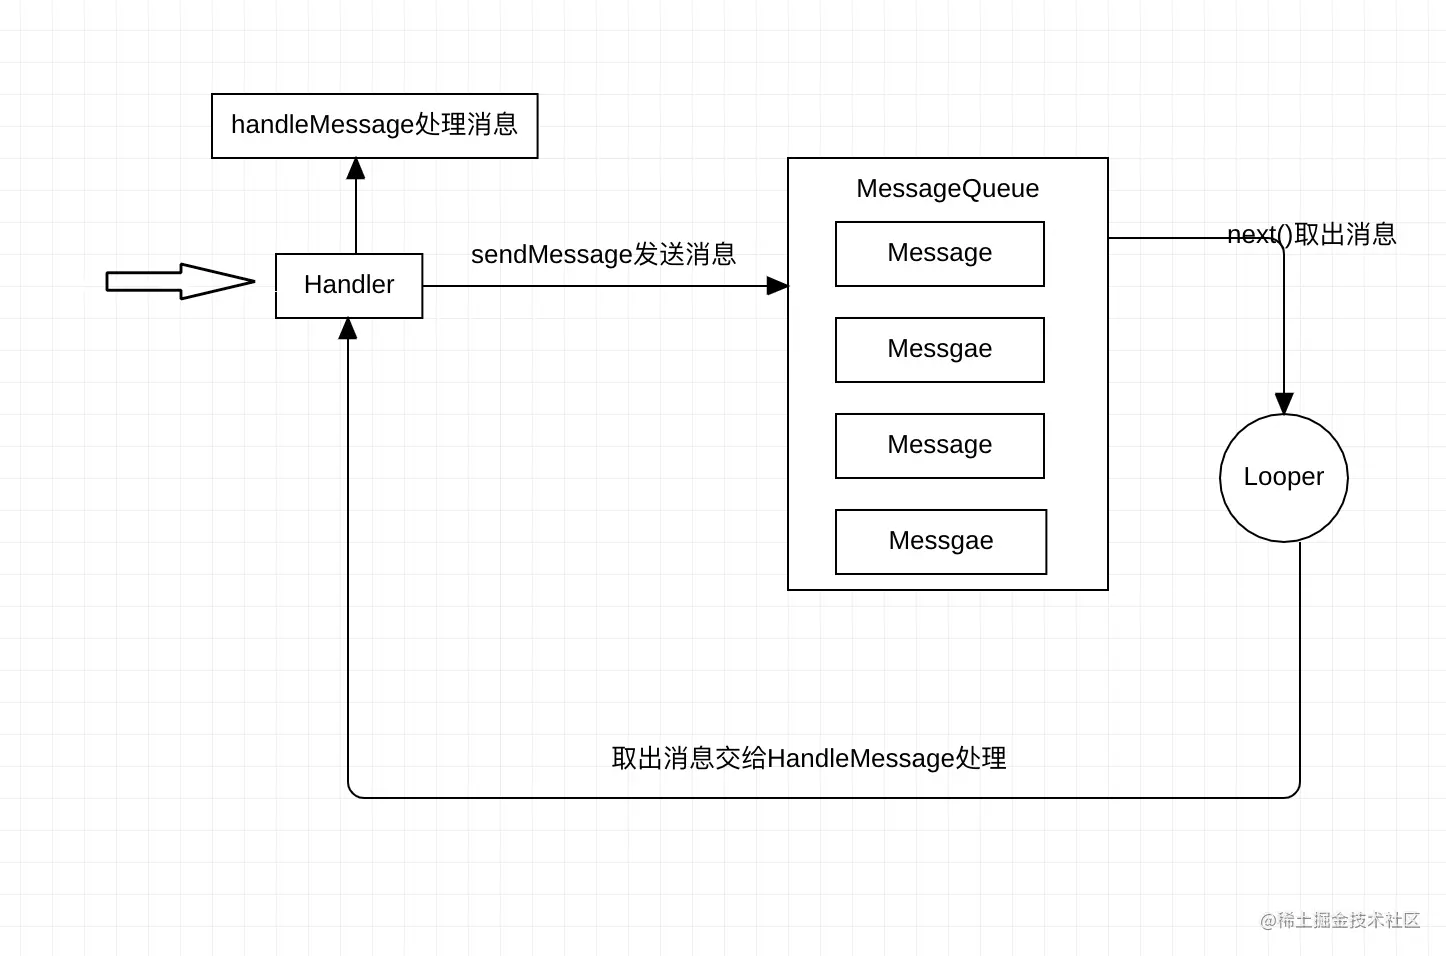 handleMessage处理消息
MessageQueue
next()取出消息
sendMessage发送消息
Message
Handler
Messgae
Message
Looper
Messgae
取出消息交给HandleMessage处理
@稀土掘金技术社区